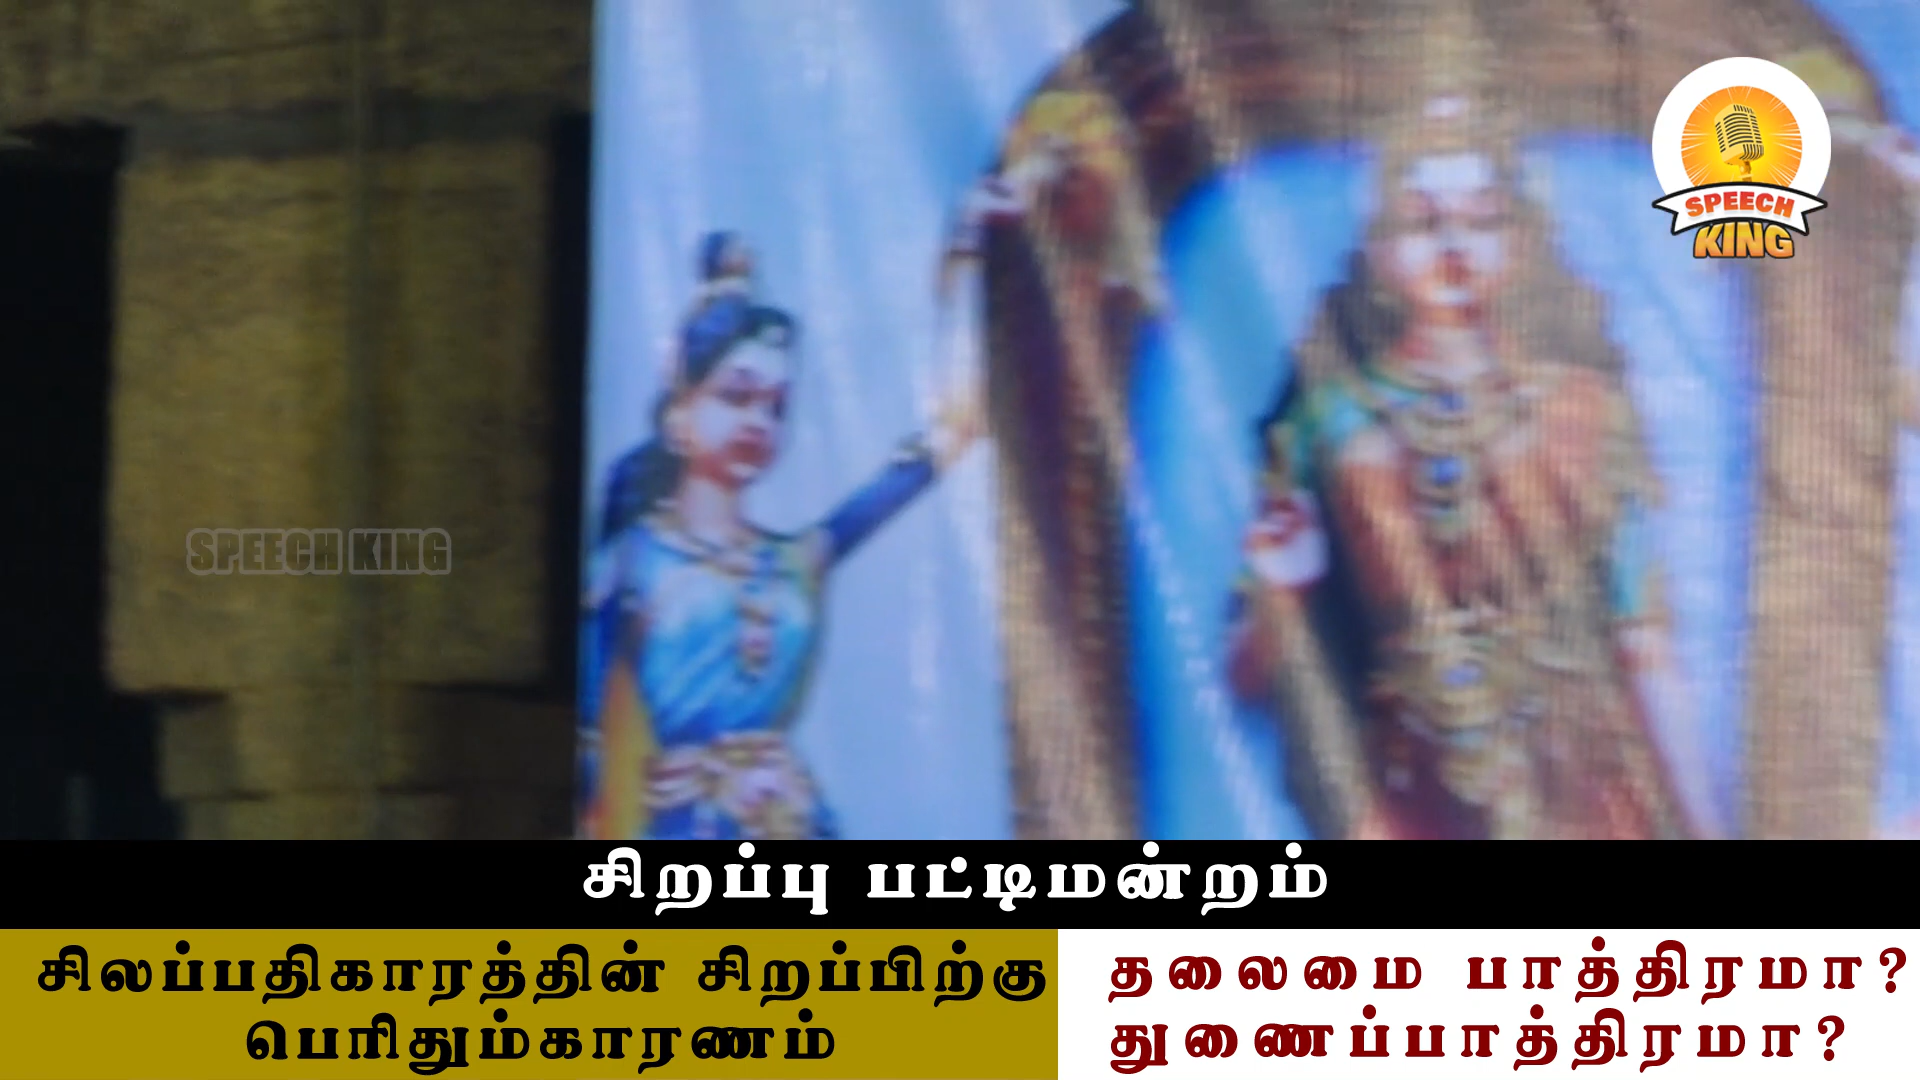 SPEECH
KING
SPEECH KING
சிறப்பு பட்டிமன்றம்
சிலப்பதிகாரத்தின் சிறப்பிற்கு
பெரிதும்காரணம்
தலைமை பாத்திரமா?
துணைப்பாத்திரமா?